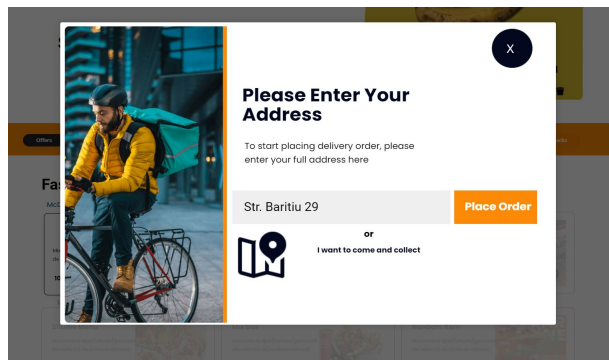 X
Please Enter Your
Address
To start placing delivery order, please
enter your full address here
Offers
Str. Baritiu 29
Place Order
or
I want to come and collect